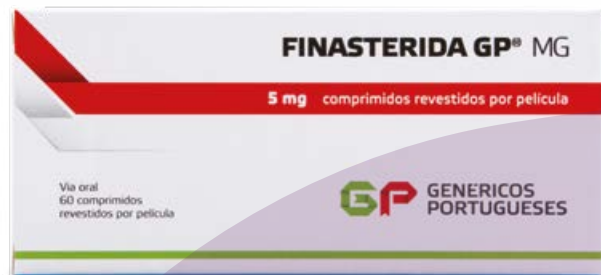 FINASTERIDA GP® MG
5 mg comprimidos revestidos por película
Via oral
60 comprimidos
revestidos por película
GP GENERICOS
PORTUGUESES